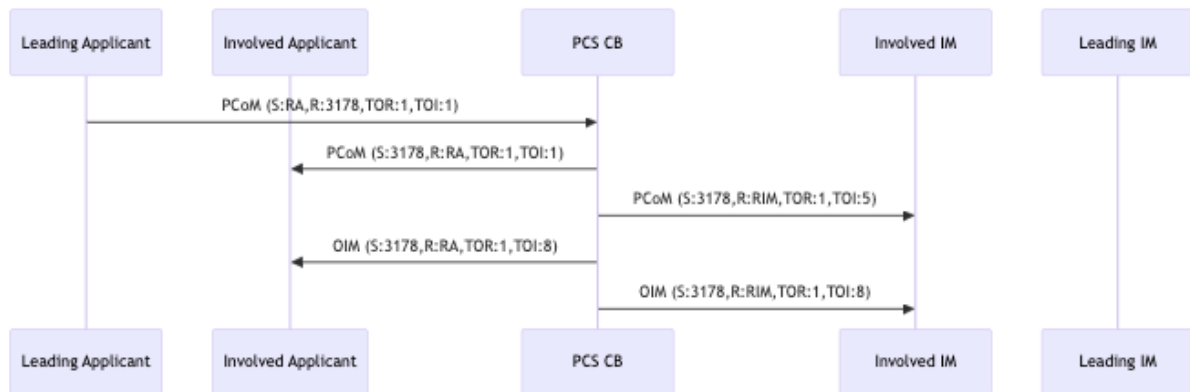 Leading Applicant Involved Applicant PCS CB Involved IM Leading IM
PCoM (S:RA,R:3178,TOR:1,TOI:1)
PCoM (S:3178,R:RA,TOR:1,TOI:1)
PCoM (S:3178,R:RIM,TOR:1,TOI:5)
OIM (S:3178,R:RA,TOR:1,TOI:8)
OIM (S:3178,R:RIM,TOR:1,TOI:8)
Leading Applicant Involved Applicant PCS CB Involved IM Leading IM